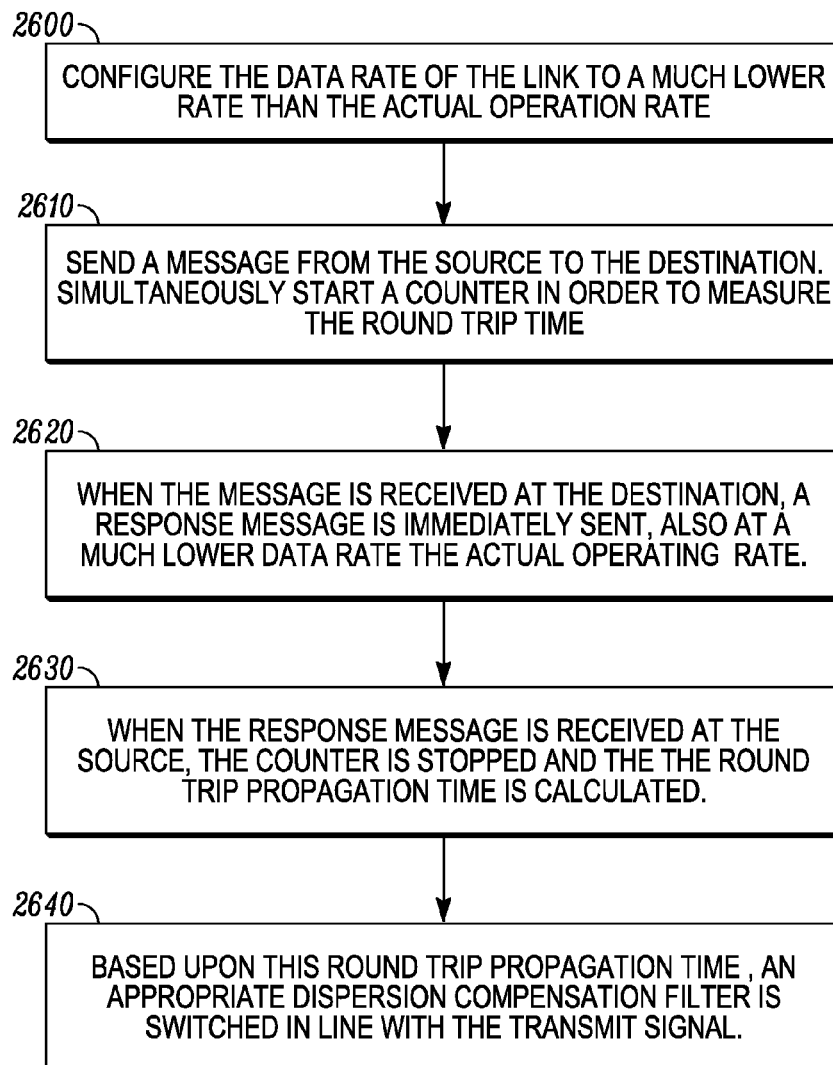 2600
CONFIGURE THE DATA RATE OF THE LINK TO A MUCH LOWER
RATE THAN THE ACTUAL OPERATION RATE
2610
SEND A MESSAGE FROM THE SOURCE TO THE DESTINATION.
SIMULTANEOUSLY START A COUNTER IN ORDER TO MEASURE
THE ROUND TRIP TIME
2620
WHEN THE MESSAGE IS RECEIVED AT THE DESTINATION, A
RESPONSE MESSAGE IS IMMEDIATELY SENT, ALSO AT A
MUCH LOWER DATA RATE THE ACTUAL OPERATING RATE.
2630
WHEN THE RESPONSE MESSAGE IS RECEIVED AT THE
SOURCE, THE COUNTER IS STOPPED AND THE THE ROUND
TRIP PROPAGATION TIME IS CALCULATED.
2640
BASED UPON THIS ROUND TRIP PROPAGATION TIME , AN
APPROPRIATE DISPERSION COMPENSATION FILTER IS
SWITCHED IN LINE WITH THE TRANSMIT SIGNAL.